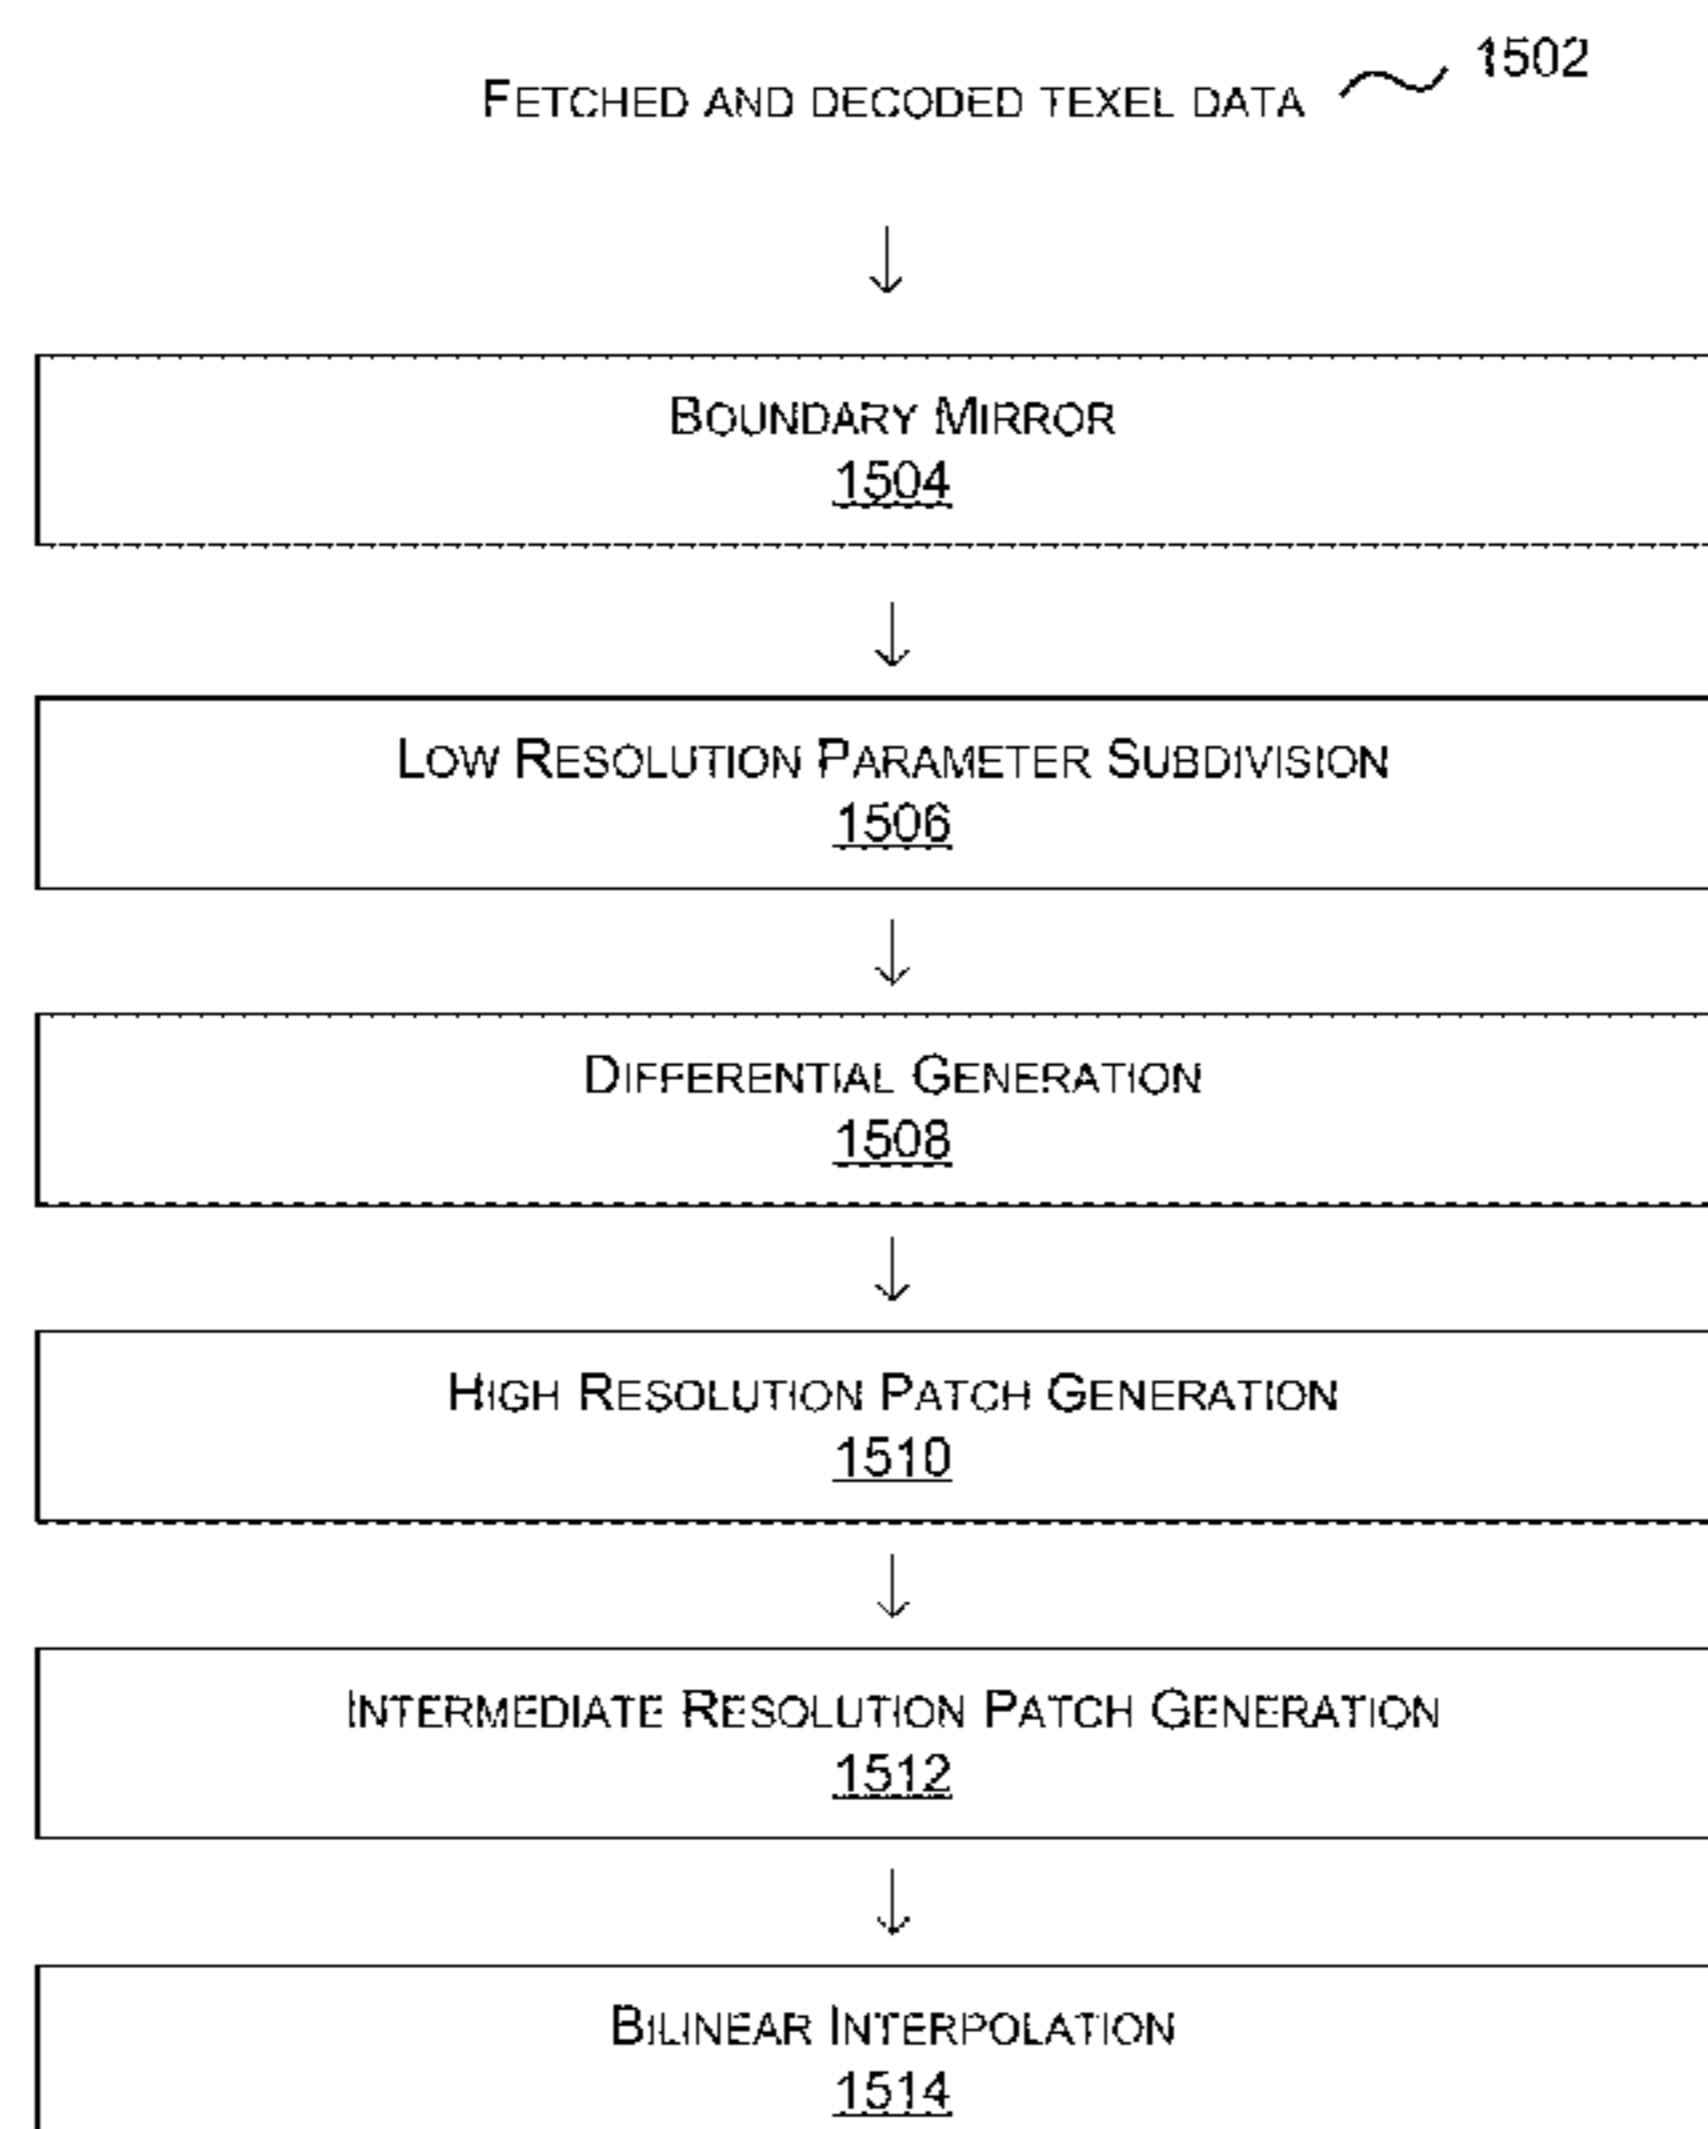 FETCHED AND DECODED TEXEL DATA 1502
BOUNDARY MIRROR
1504
LOW RESOLUTION PARAMETER SUBDIVISION
1506
DIFFERENTIAL GENERATION
1508
HIGH RESOLUTION PATCH GENERATION
1510
INTERMEDIATE RESOLUTION PATCH GENERATION
1512
BILINEAR INTERPOLATION
1514